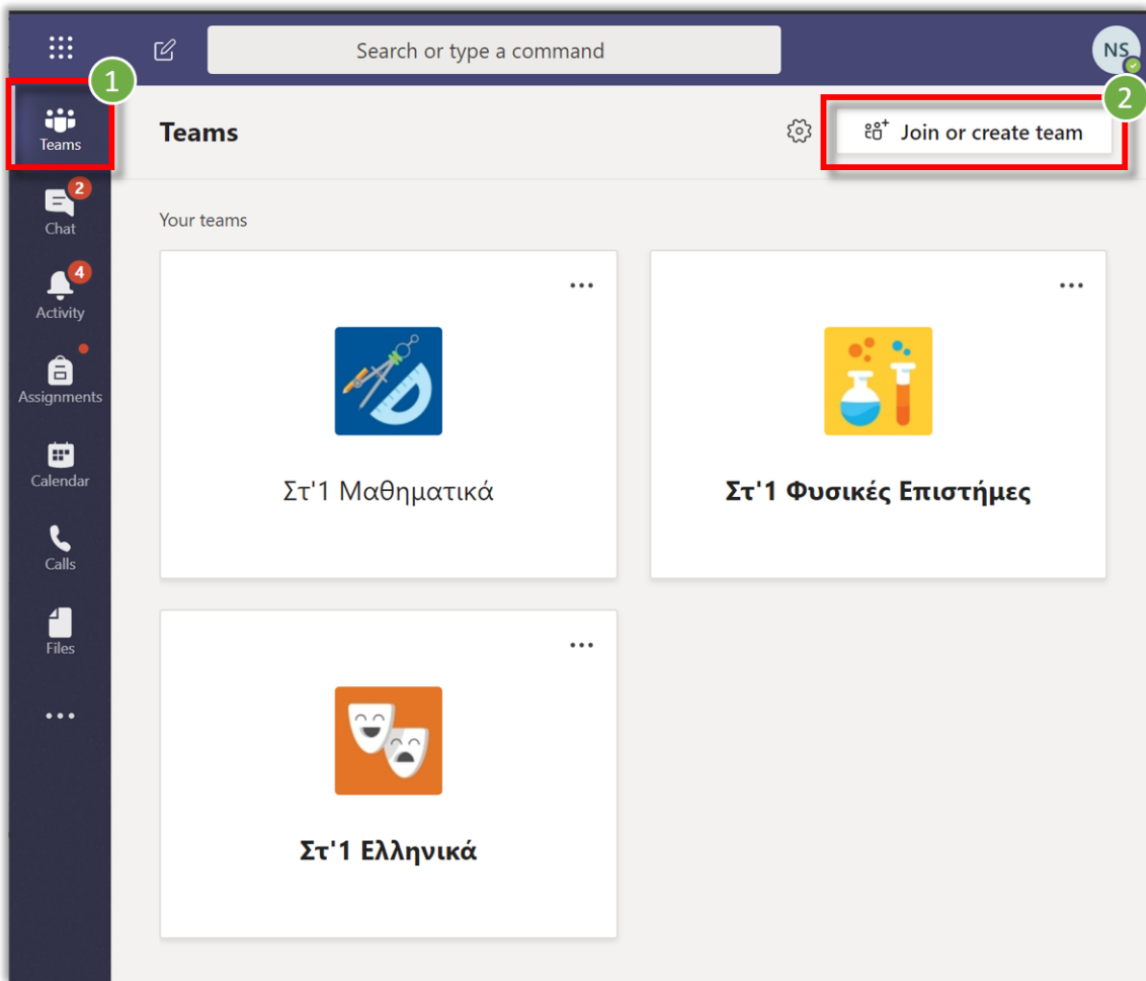 Search or type a command
NS
1
Teams
2
Chat
4
Activity
Assignments
Calendar
Calls
Files
Teams
2
Join or create team
Your teams
Στ'1 Μαθηματικά
Στ'1 Φυσικές Επιστήμες
Στ'1 Ελληνικά